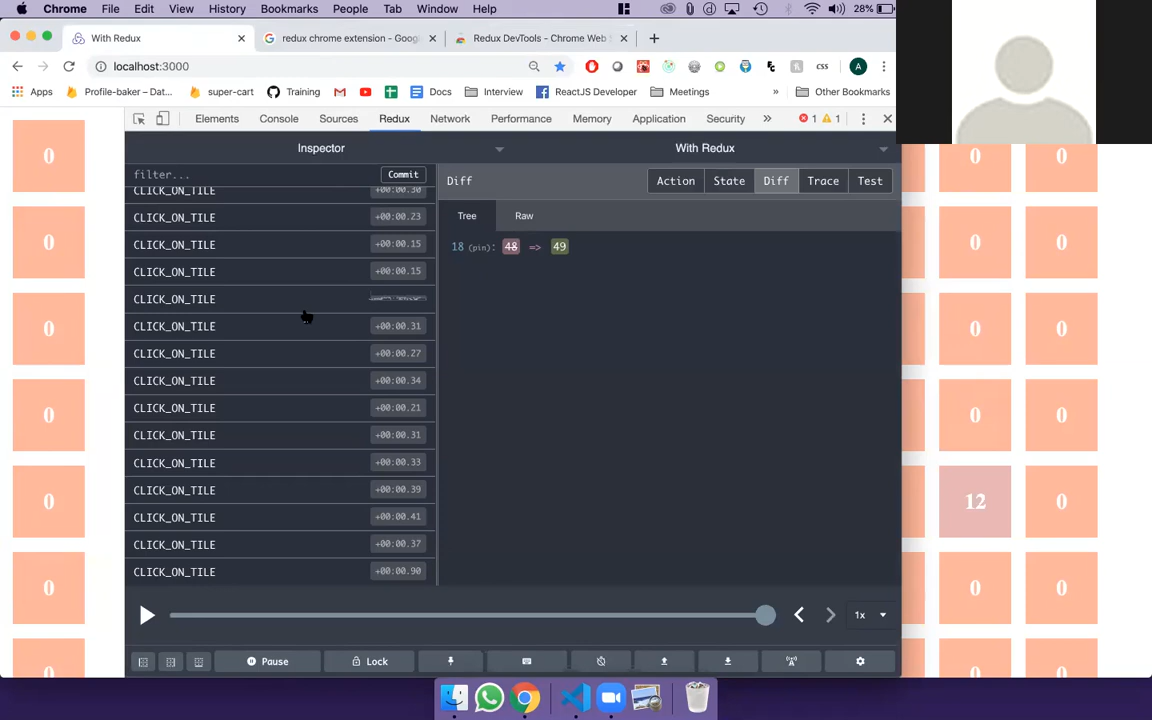 Chrome File Edit View History Bookmarks People Tab Window Help 28%
With Redux redux chrome extension - Goog Redux DevTools - Chrome Web
localhost:3000 A
Apps Profile-baker – Dat... super-cart Training Docs Interview ReactJS Developer Meetings » Other Bookmarks
Elements Console Sources Redux Network Performance Memory Application Security » 1 1
Inspector With Redux
filter... Commit Diff Action State Diff Trace Test
CLICK_ON_TILE +00:00.30
CLICK_ON_TILE +00:00.23 Tree Raw
CLICK_ON_TILE +00:00.15 18 (pin): 48 => 49
CLICK_ON_TILE +00:00.15
CLICK_ON_TILE
CLICK_ON_TILE +00:00.31
CLICK_ON_TILE +00:00.27
CLICK_ON_TILE +00:00.34
CLICK_ON_TILE +00:00.21
CLICK_ON_TILE +00:00.31
CLICK_ON_TILE +00:00.33
CLICK_ON_TILE +00:00.39
CLICK_ON_TILE +00:00.41
CLICK_ON_TILE +00:00.37
CLICK_ON_TILE +00:00.90
1x
Pause Lock
0 0 0
0 0 0
0 0 0
0 0 0
0 12 0
0 0 0
0 0 0